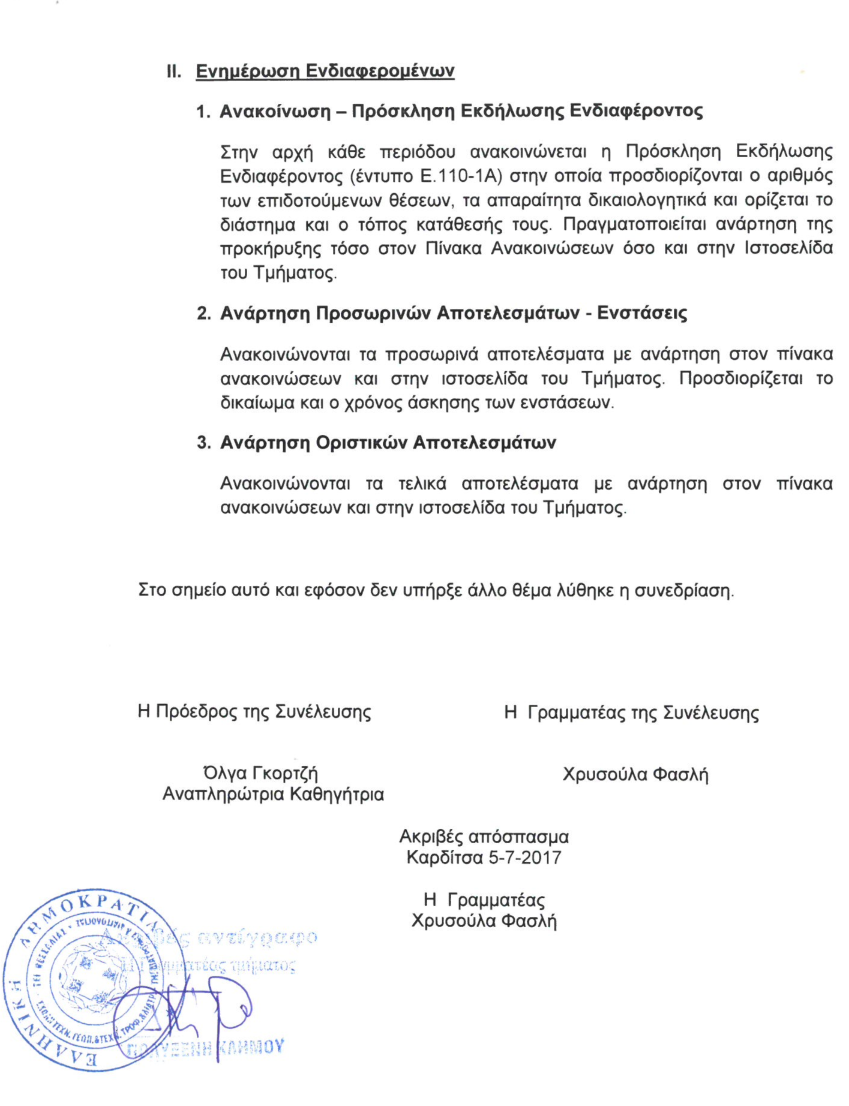 II. Ενημέρωση Ενδιαφερομένων
1. Ανακοίνωση – Πρόσκληση Εκδήλωσης Ενδιαφέροντος
Στην αρχή κάθε περιόδου ανακοινώνεται η Πρόσκληση Εκδήλωσης
Ενδιαφέροντος (έντυπο Ε.110-1Α) στην οποία προσδιορίζονται ο αριθμός
των επιδοτούμενων θέσεων, τα απαραίτητα δικαιολογητικά και ορίζεται το
διάστημα και ο τόπος κατάθεσής τους. Πραγματοποιείται ανάρτηση της
προκήρυξης τόσο στον Πίνακα Ανακοινώσεων όσο και στην Ιστοσελίδα
του Τμήματος.
2. Ανάρτηση Προσωρινών Αποτελεσμάτων - Ενστάσεις
Ανακοινώνονται τα προσωρινά αποτελέσματα με ανάρτηση στον πίνακα
ανακοινώσεων και στην ιστοσελίδα του Τμήματος. Προσδιορίζεται το
δικαίωμα και ο χρόνος άσκησης των ενστάσεων.
3. Ανάρτηση Οριστικών Αποτελεσμάτων
Ανακοινώνονται τα τελικά αποτελέσματα με ανάρτηση στον πίνακα
ανακοινώσεων και στην ιστοσελίδα του Τμήματος.
Στο σημείο αυτό και εφόσον δεν υπήρξε άλλο θέμα λύθηκε η συνεδρίαση.
Η Πρόεδρος της Συνέλευσης
Η Γραμματέας της Συνέλευσης
Όλγα Γκορτζή
Χρυσούλα Φασλή
Αναπληρώτρια Καθηγήτρια
Ακριβές απόσπασμα
Καρδίτσα 5-7-2017
Η Γραμματέας
Χρυσούλα Φασλή
ΕΛΛΗΝΙΚΗ ΔΗΜΟΚΡΑΤΙΑ
Ακριβές αντίγραφο
Η Γραμματέας τμήματος
ΠΟΛΥΞΕΝΗ ΚΛΗΜΟΥ